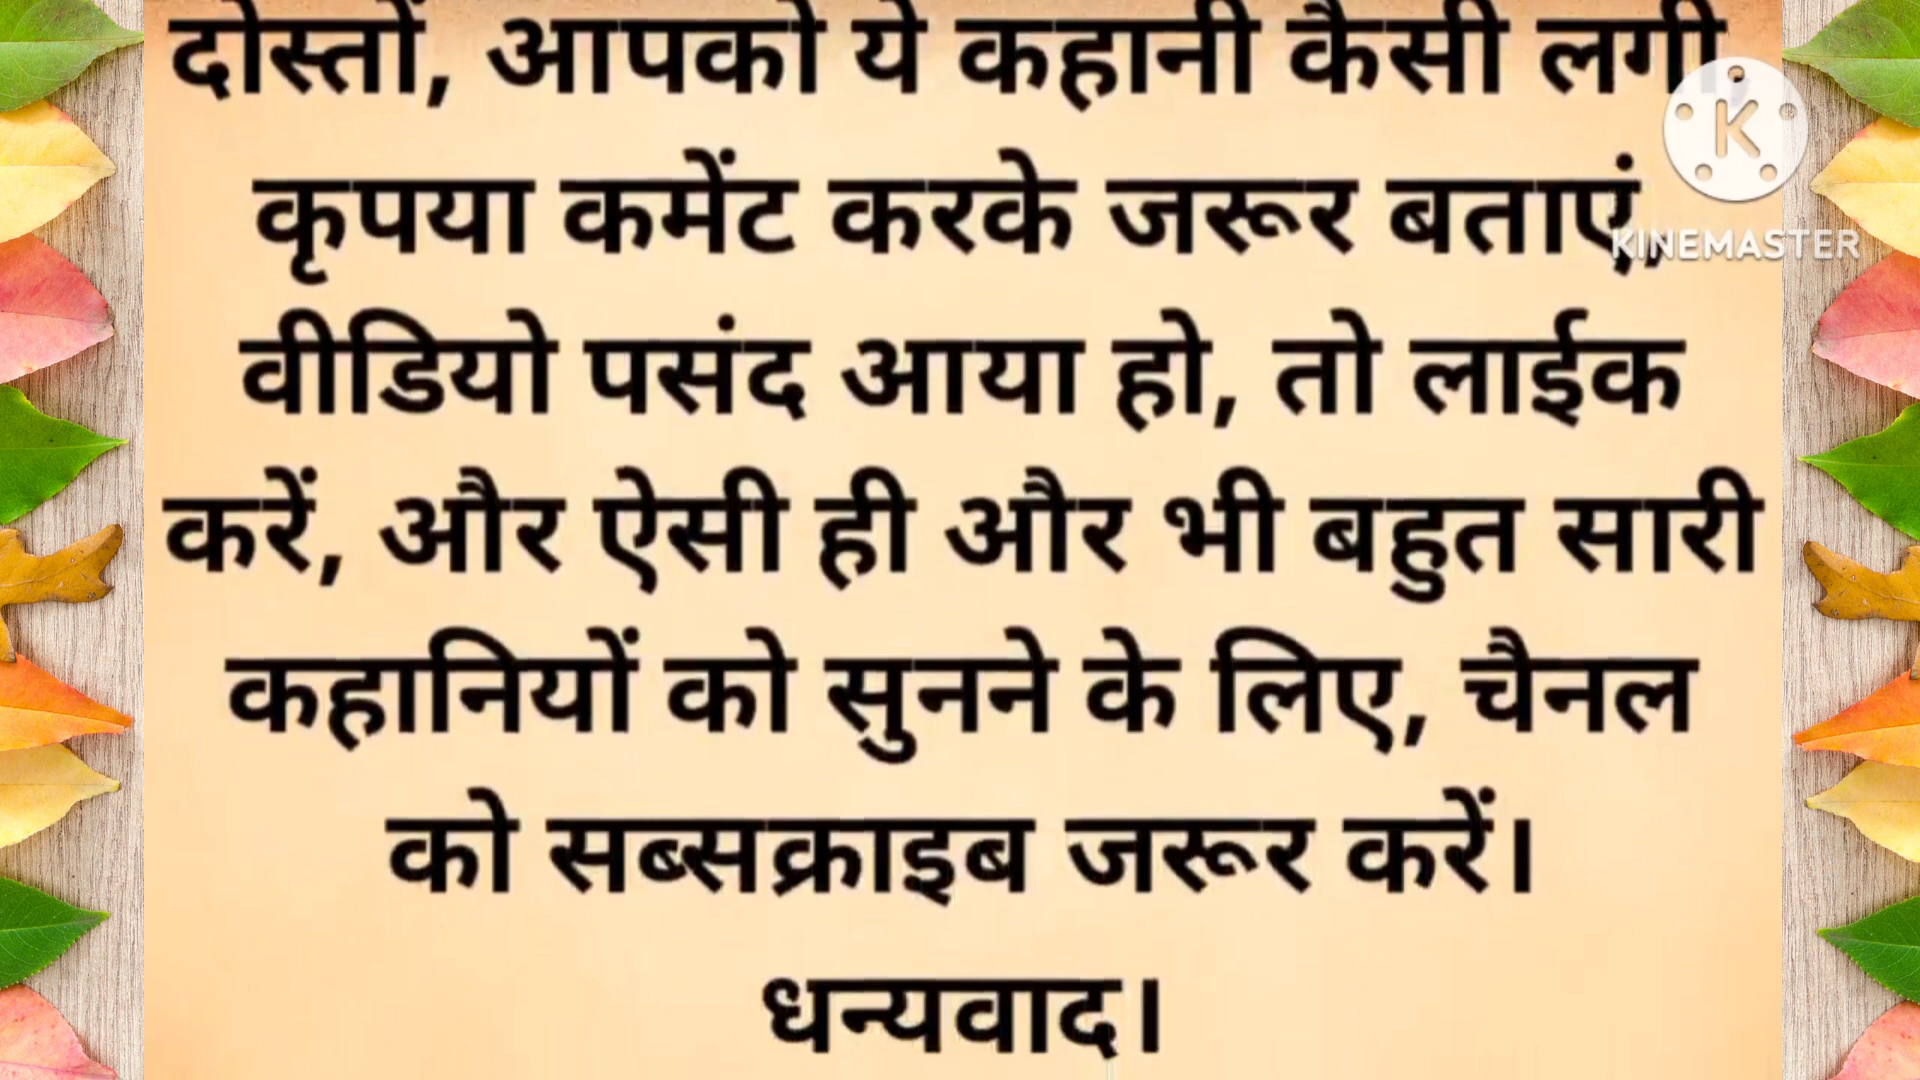 दोस्तों, आपको ये कहानी कैसी लगी,
कृपया कमेंट करके जरूर बताएं,
KINEMASTER
वीडियो पसंद आया हो, तो लाईक
करें, और ऐसी ही और भी बहुत सारी
कहानियों को सुनने के लिए, चैनल
को सब्सक्राइब जरूर करें।
धन्यवाद।